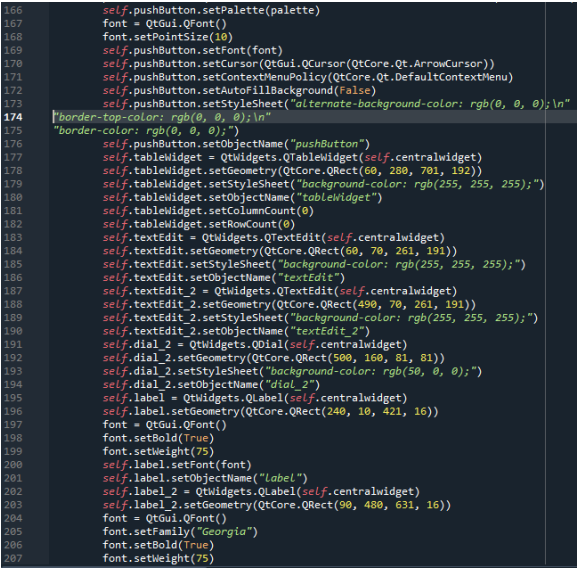 166 self.pushButton.setPalette(palette)
167 font = QtGui.QFont()
168 font.setPointSize(10)
169 self.pushButton.setFont(font)
170 self.pushButton.setCursor(QtGui.QCursor(QtCore.Qt.ArrowCursor))
171 self.pushButton.setContextMenuPolicy(QtCore.Qt.DefaultContextMenu)
172 self.pushButton.setAutoFillBackground(False)
173 self.pushButton.setStyleSheet("alternate-background-color: rgb(0, 0, 0);\n"
174 "border-top-color: rgb(0, 0, 0);\n"
175 "border-color: rgb(0, 0, 0);")
176 self.pushButton.setObjectName("pushButton")
177 self.tableWidget = QtWidgets.QTableWidget(self.centralwidget)
178 self.tableWidget.setGeometry(QtCore.QRect(60, 280, 701, 192))
179 self.tableWidget.setStyleSheet("background-color: rgb(255, 255, 255);")
180 self.tableWidget.setObjectName("tableWidget")
181 self.tableWidget.setColumnCount(0)
182 self.tableWidget.setRowCount(0)
183 self.textEdit = QtWidgets.QTextEdit(self.centralwidget)
184 self.textEdit.setGeometry(QtCore.QRect(60, 70, 261, 191))
185 self.textEdit.setStyleSheet("background-color: rgb(255, 255, 255);")
186 self.textEdit.setObjectName("textEdit")
187 self.textEdit_2 = QtWidgets.QTextEdit(self.centralwidget)
188 self.textEdit_2.setGeometry(QtCore.QRect(490, 70, 261, 191))
189 self.textEdit_2.setStyleSheet("background-color: rgb(255, 255, 255);")
190 self.textEdit_2.setObjectName("textEdit_2")
191 self.dial_2 = QtWidgets.QDial(self.centralwidget)
192 self.dial_2.setGeometry(QtCore.QRect(500, 160, 81, 81))
193 self.dial_2.setStyleSheet("background-color: rgb(50, 0, 0);")
194 self.dial_2.setObjectName("dial_2")
195 self.label = QtWidgets.QLabel(self.centralwidget)
196 self.label.setGeometry(QtCore.QRect(240, 10, 421, 16))
197 font = QtGui.QFont()
198 font.setBold(True)
199 font.setWeight(75)
200 self.label.setFont(font)
201 self.label.setObjectName("label")
202 self.label_2 = QtWidgets.QLabel(self.centralwidget)
203 self.label_2.setGeometry(QtCore.QRect(90, 480, 631, 16))
204 font = QtGui.QFont()
205 font.setFamily("Georgia")
206 font.setBold(True)
207 font.setWeight(75)